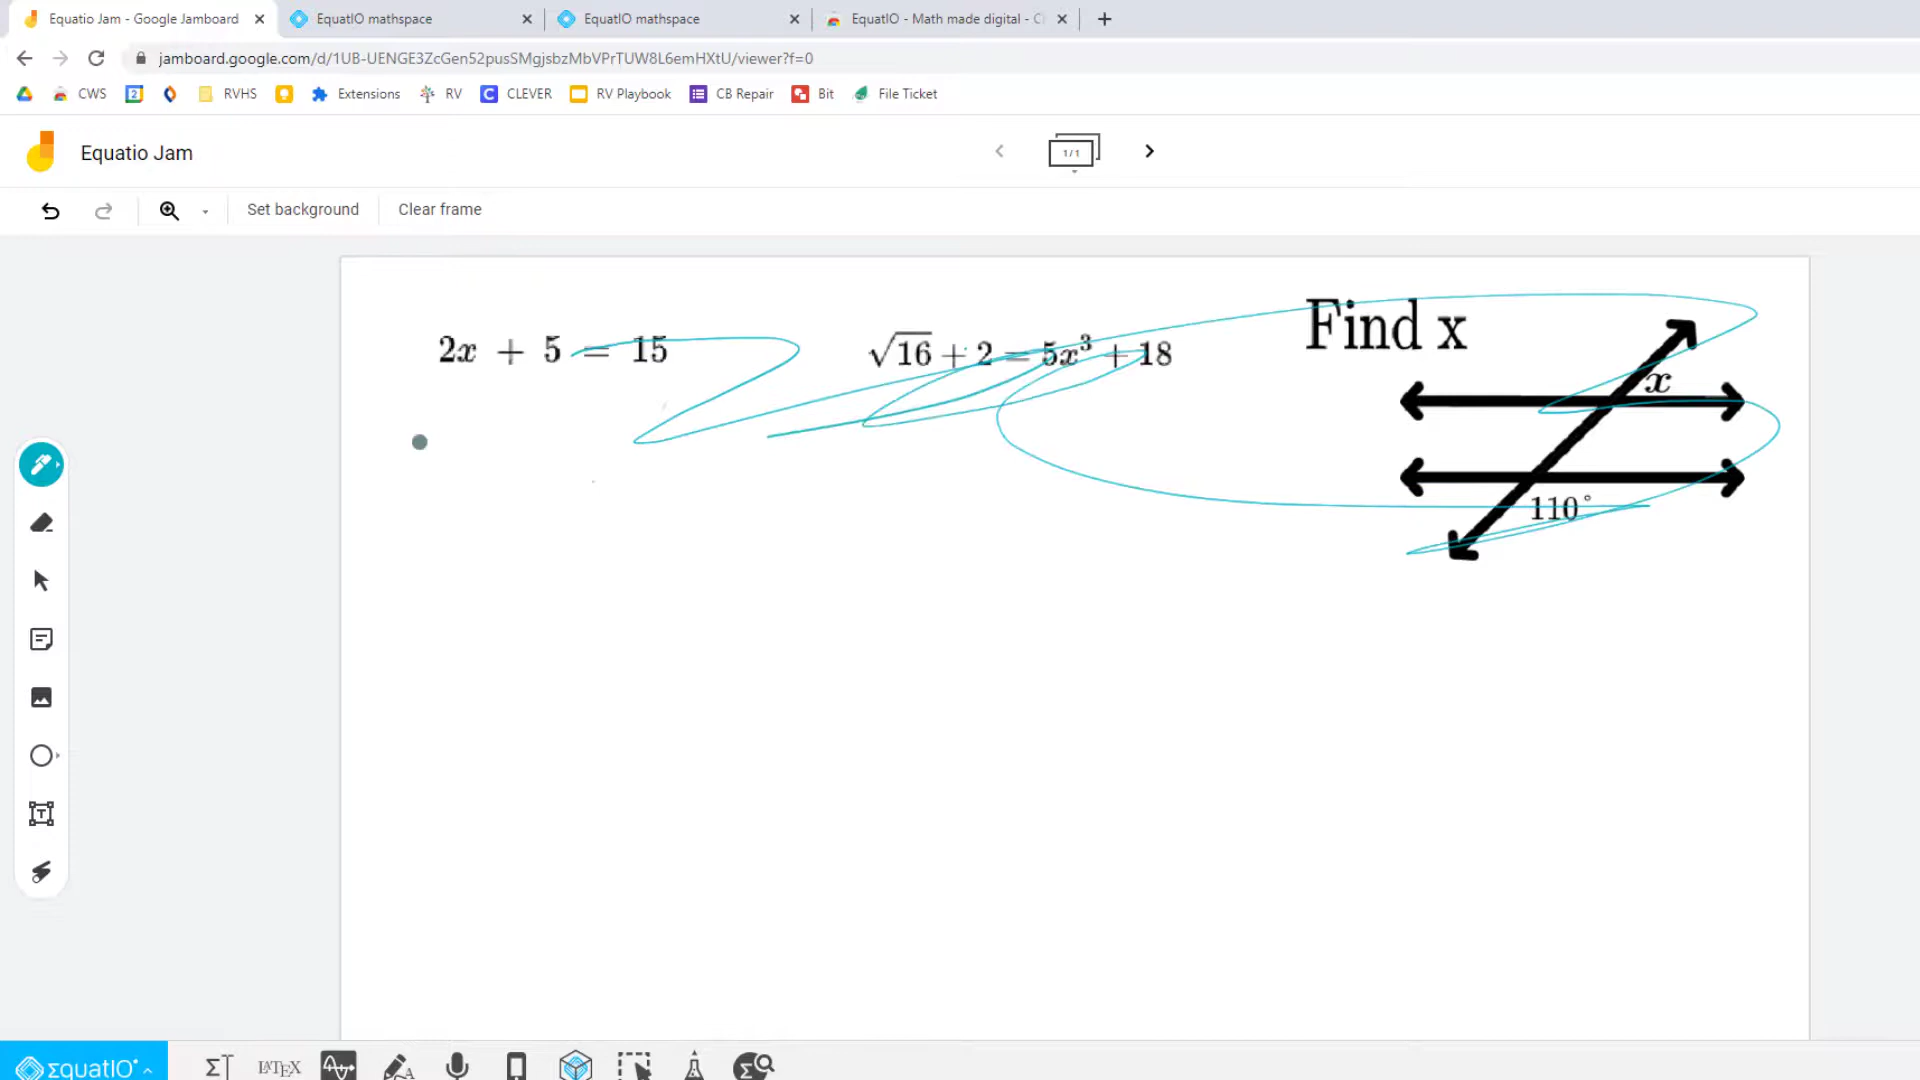 Equatio Jam - Google Jamboard
EquatIO mathspace
EquatIO mathspace
EquatIO - Math made digital - C
jamboard.google.com/d/1UB-UENGE3ZcGen52pusSMgjsbzMbVPrTUW8L6emHXtU/viewer?f=0
CWS
2
RVHS
Extensions
RV
C
CLEVER
RV Playbook
CB Repair
Bit
File Ticket
Equatio Jam
1/1
Set background
Clear frame
2x + 5 = 15
√16 + 2 = 5x³ + 18
Find x
x
110°
T
EquatIO
Σ
LATEX
A
Σ